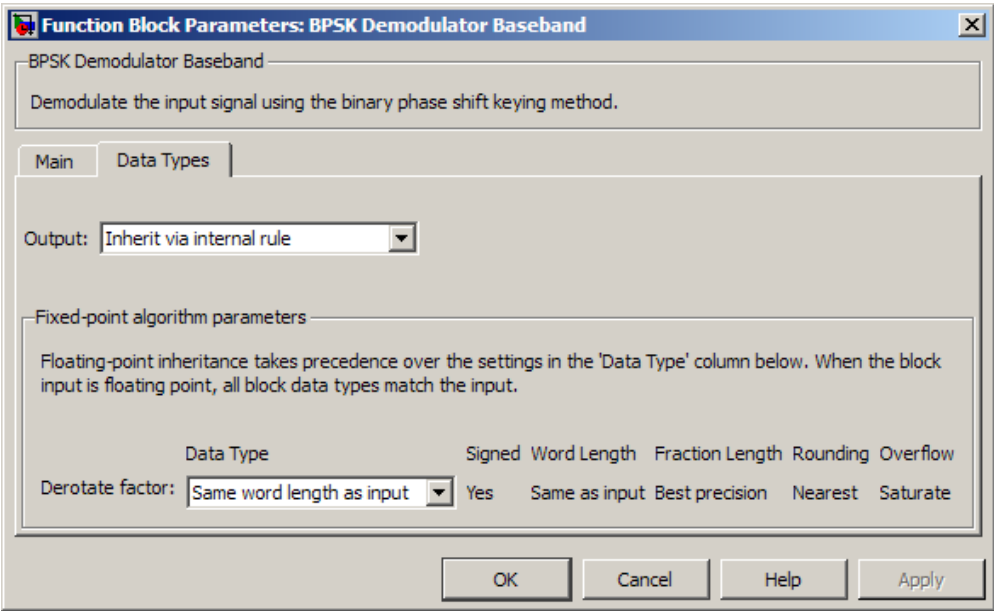 Function Block Parameters: BPSK Demodulator Baseband
BPSK Demodulator Baseband
Demodulate the input signal using the binary phase shift keying method.
Main Data Types
Output: Inherit via internal rule
Fixed-point algorithm parameters
Floating-point inheritance takes precedence over the settings in the 'Data Type' column below. When the block
input is floating point, all block data types match the input.
Data Type Signed Word Length Fraction Length Rounding Overflow
Derotate factor: Same word length as input Yes Same as input Best precision Nearest Saturate
OK Cancel Help Apply